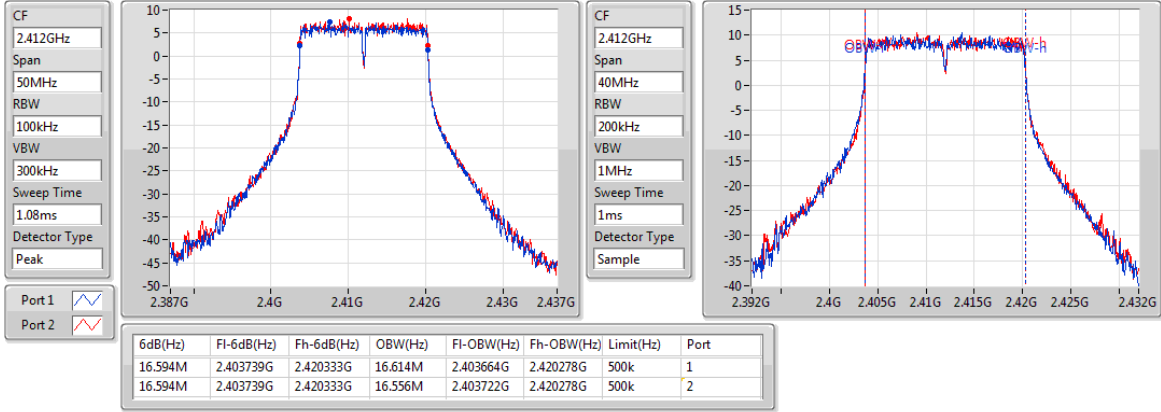 CF
2.412GHz
Span
50MHz
RBW
100kHz
VBW
300kHz
Sweep Time
1.08ms
Detector Type
Peak
10
5
0
-5
-10
-15
-20
-25
-30
-35
-40
-45
-50
2.387G 2.4G 2.41G 2.42G 2.43G 2.437G
CF
2.412GHz
Span
40MHz
RBW
200kHz
VBW
1MHz
Sweep Time
1ms
Detector Type
Sample
15
10
5
0
-5
-10
-15
-20
-25
-30
-35
-40
2.392G 2.4G 2.405G 2.41G 2.415G 2.42G 2.425G 2.432G
Port 1
Port 2
6dB(Hz) Fl-6dB(Hz) Fh-6dB(Hz) OBW(Hz) Fl-OBW(Hz) Fh-OBW(Hz) Limit(Hz) Port
16.594M 2.403739G 2.420333G 16.614M 2.403664G 2.420278G 500k 1
16.594M 2.403739G 2.420333G 16.556M 2.403722G 2.420278G 500k 2